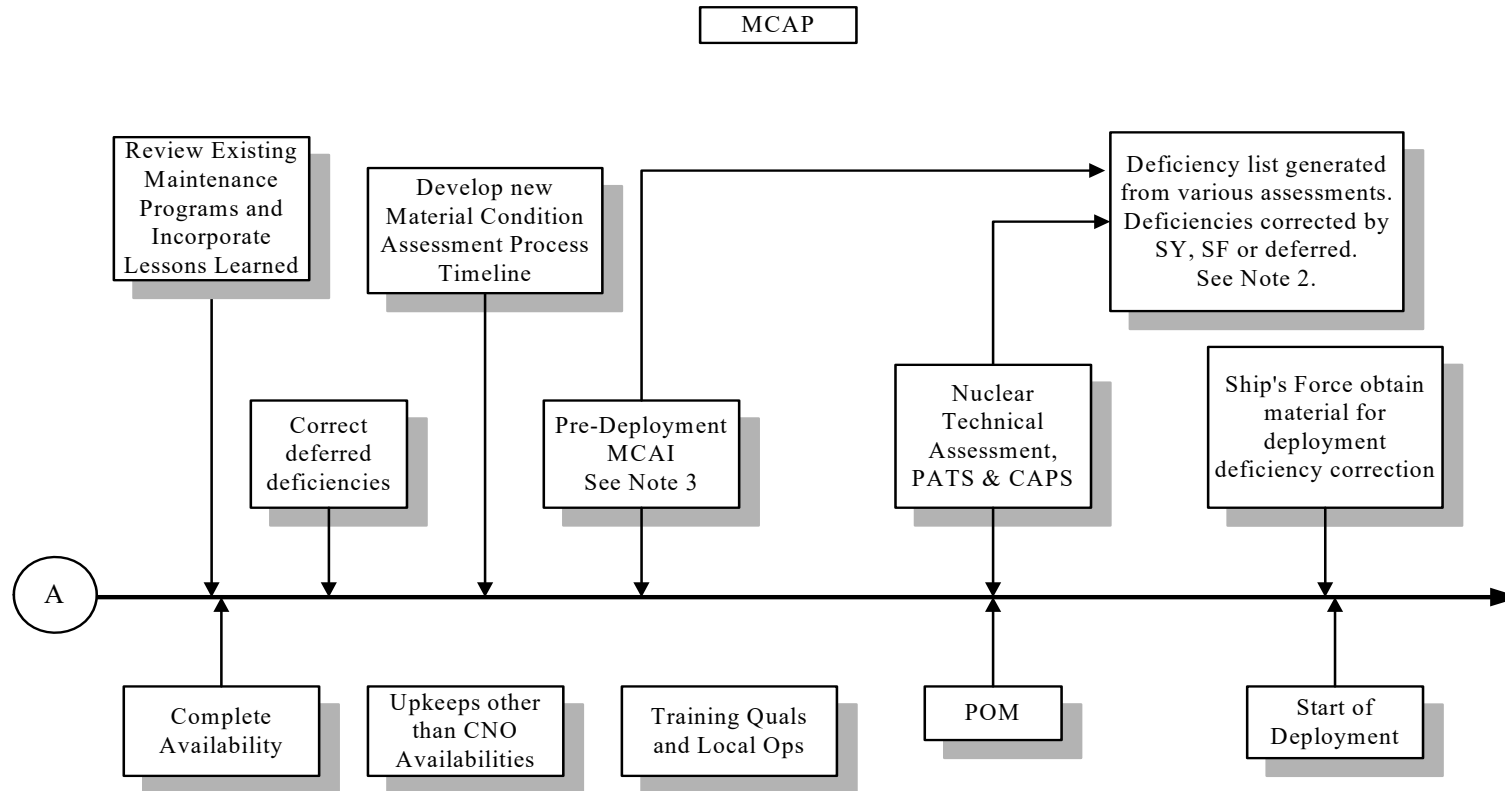 MCAP
Review Existing
Maintenance
Programs and
Incorporate
Lessons Learned
Develop new
Material Condition
Assessment Process
Timeline
Deficiency list generated
from various assessments.
Deficiencies corrected by
SY, SF or deferred.
See Note 2.
Correct
deferred
deficiencies
Pre-Deployment
MCAI
See Note 3
Nuclear
Technical
Assessment,
PATS & CAPS
Ship's Force obtain
material for
deployment
deficiency correction
A
Complete
Availability
Upkeeps other
than CNO
Availabilities
Training Quals
and Local Ops
POM
Start of
Deployment